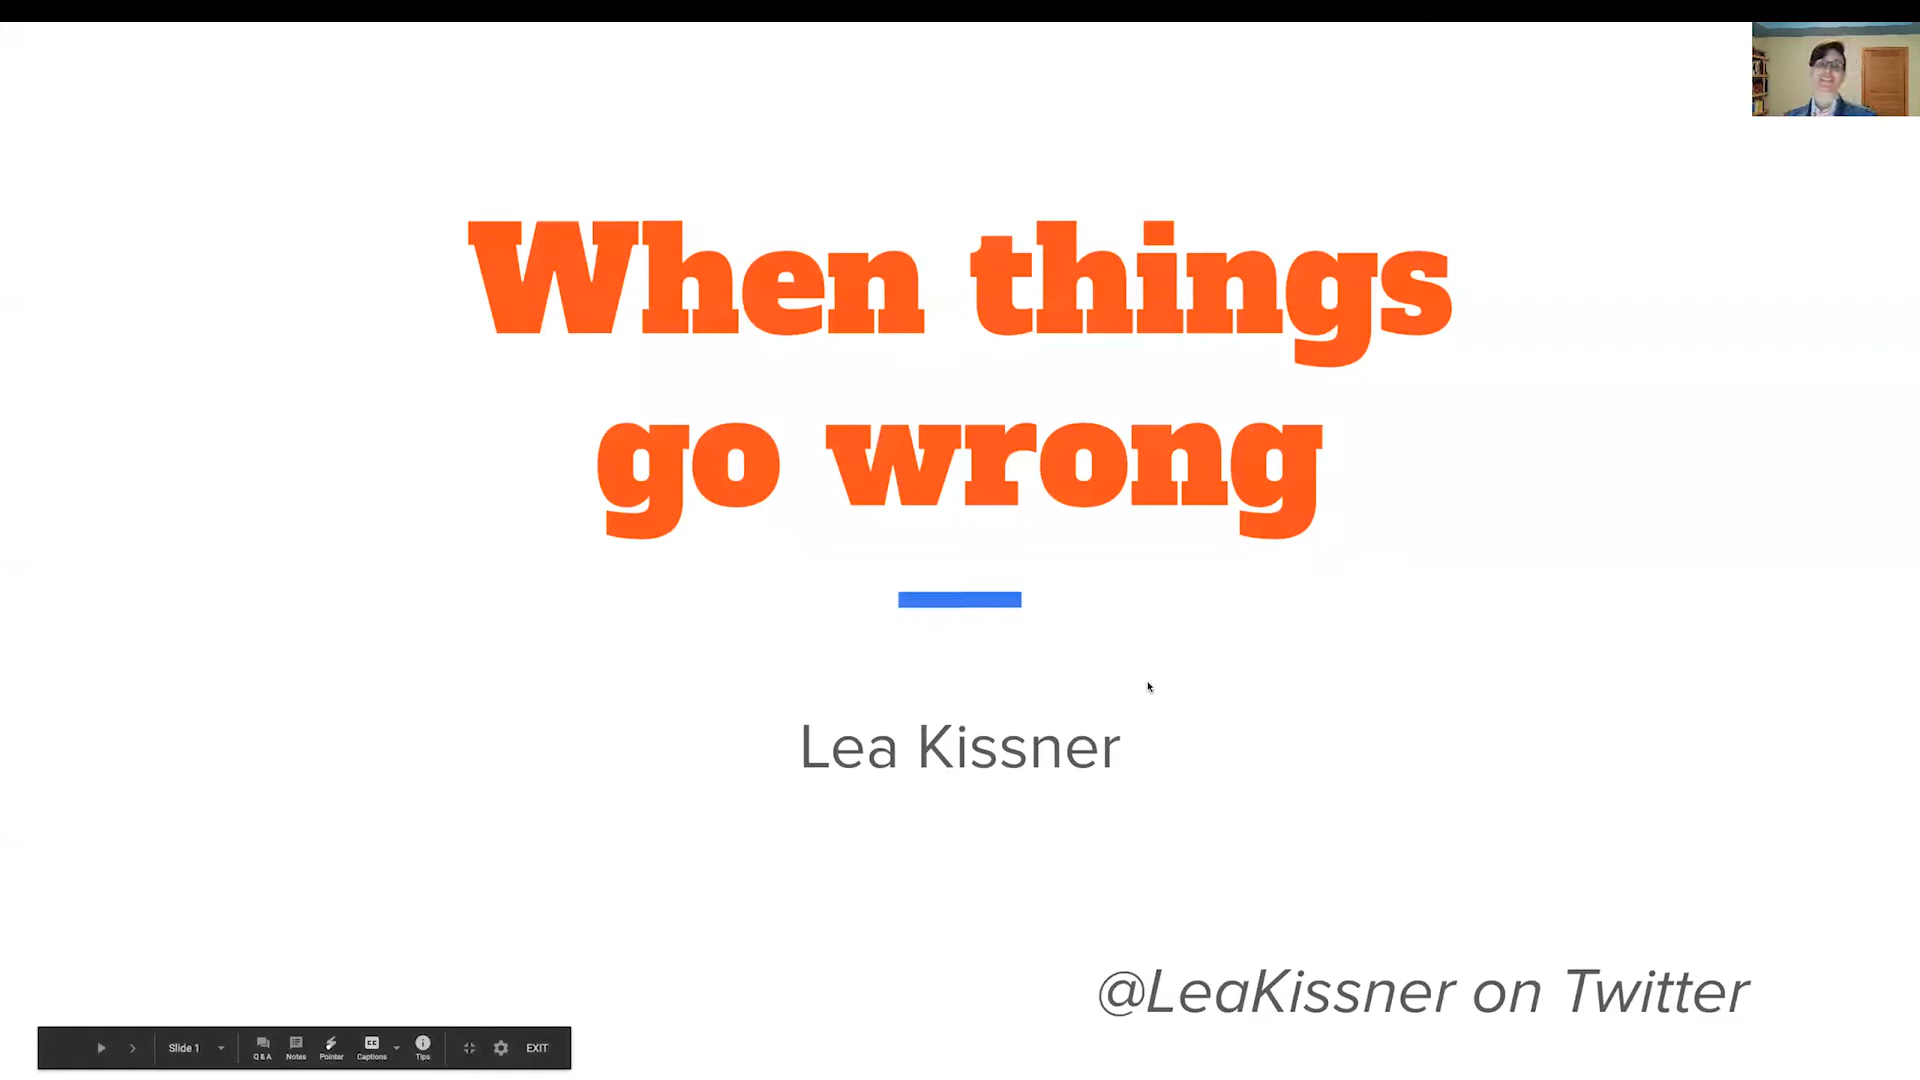 When things
go wrong
Lea Kissner
@LeaKissner on Twitter
Slide 1
Q & A
Notes
Pointer
Captions
Tips
EXIT